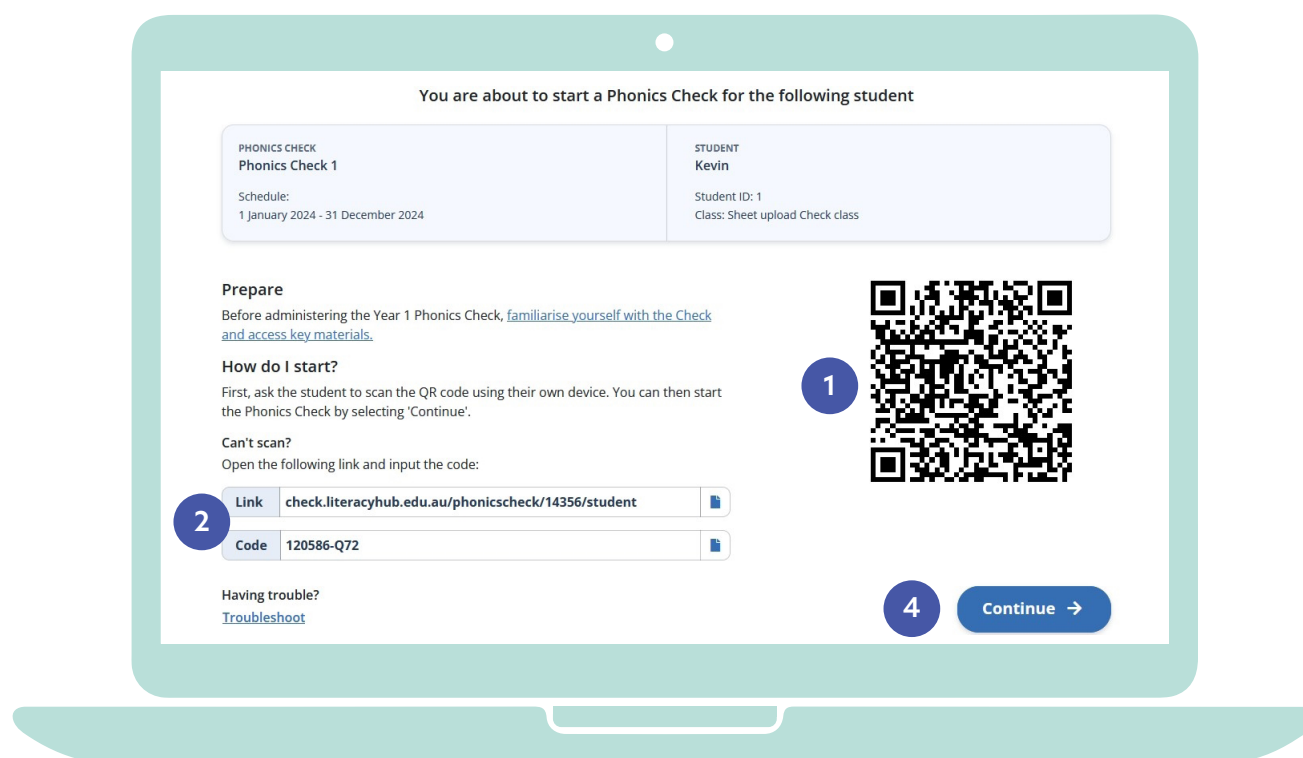 You are about to start a Phonics Check for the following student
PHONICS CHECK
Phonics Check 1
Schedule:
1 January 2024 - 31 December 2024
STUDENT
Kevin
Student ID: 1
Class: Sheet upload Check class
Prepare
Before administering the Year 1 Phonics Check, familiarise yourself with the Check
and access key materials.
How do I start?
First, ask the student to scan the QR code using their own device. You can then start
the Phonics Check by selecting 'Continue'.
1
Can't scan?
Open the following link and input the code:
2
Link check.literacyhub.edu.au/phonicscheck/14356/student
Code 120586-Q72
Having trouble?
Troubleshoot
4
Continue →